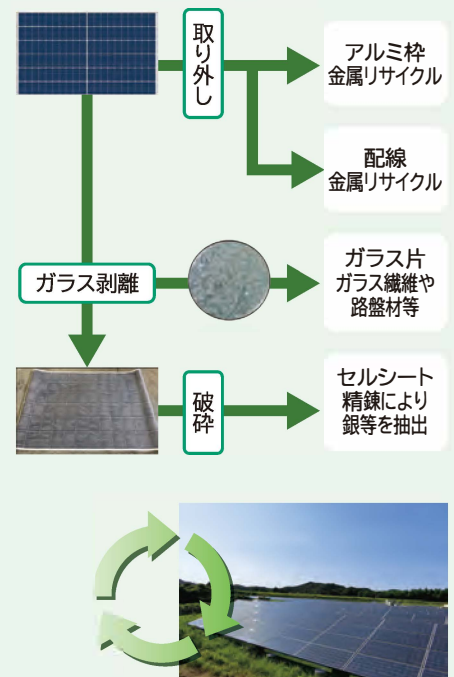 取り外し
アルミ枠
金属リサイクル
配線
金属リサイクル
ガラス剥離
ガラス片
ガラス繊維や
路盤材等
破砕
セルシート
精錬により
銀等を抽出